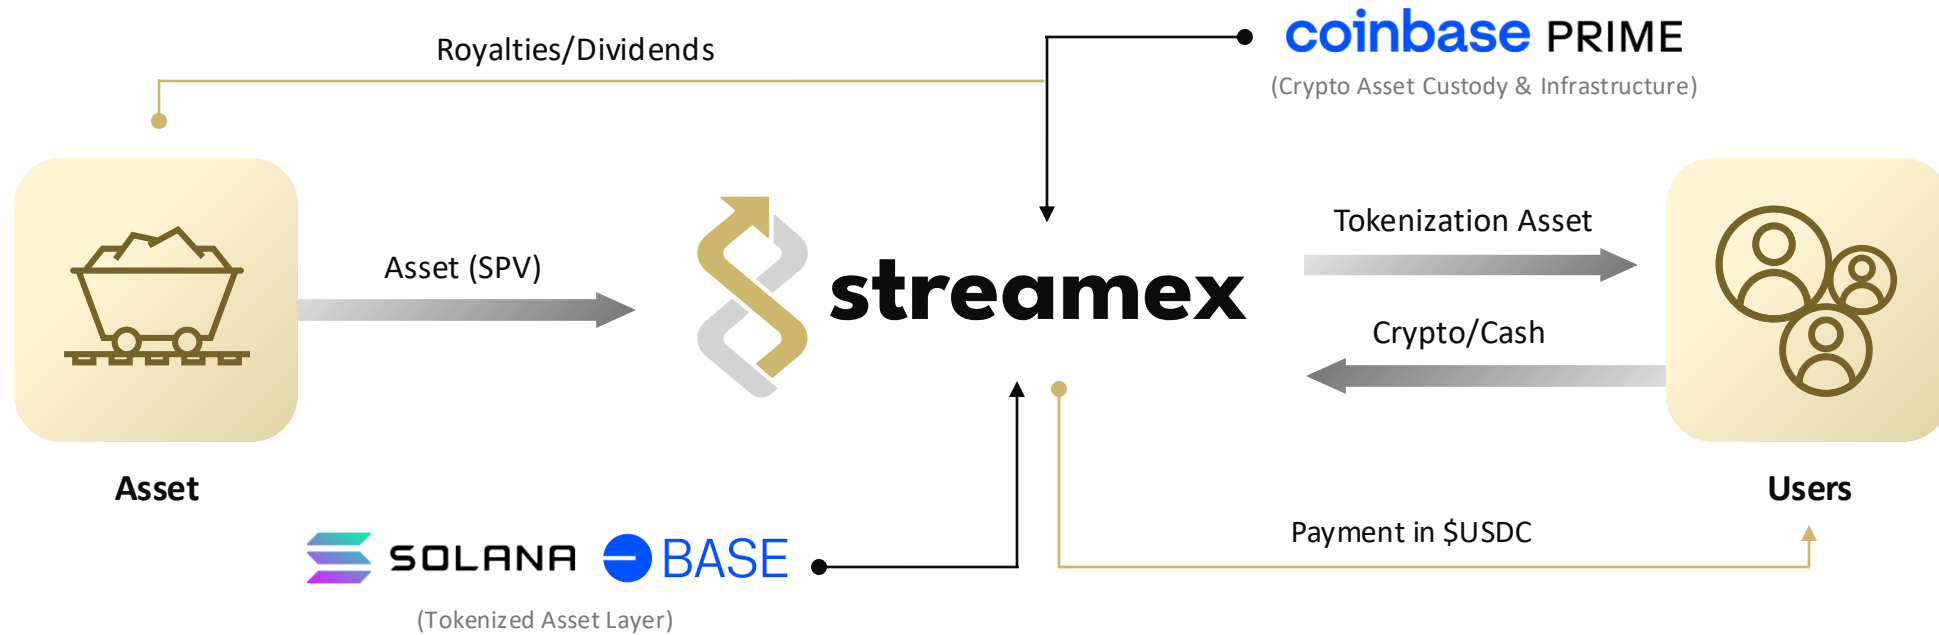 Royalties/Dividends
coinbase PRIME
(Crypto Asset Custody & Infrastructure)
Asset (SPV)
streamex
Tokenization Asset
Crypto/Cash
Asset
Users
SOLANA
BASE
(Tokenized Asset Layer)
Payment in $USDC